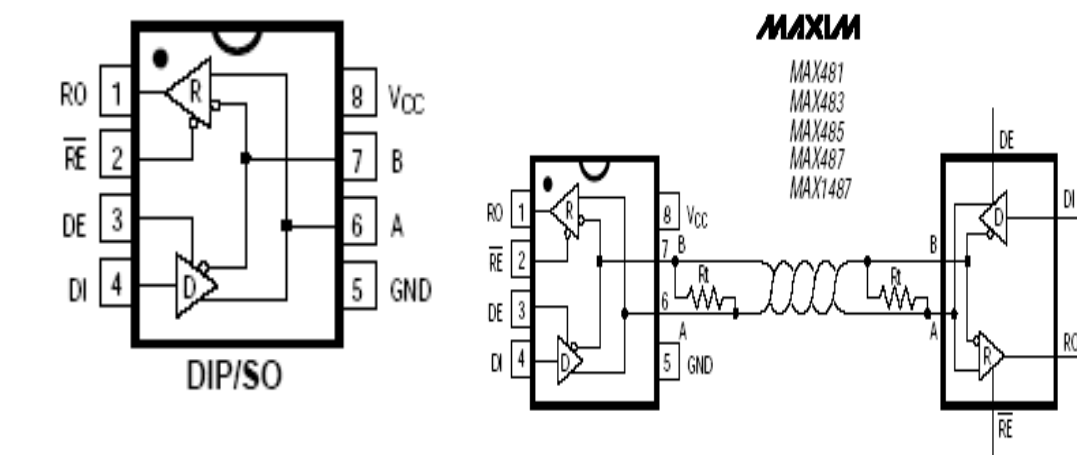 RO 1
RE 2
DE 3
DI 4
R
D
8 VCC
7 B
6 A
5 GND
DIP/SO
MAXIM
MAX481
MAX483
MAX485
MAX487
MAX1487
RO 1
RE 2
DE 3
DI 4
R
D
8 VCC
7 B
6
A
5 GND
Rt
Rt
B
A
DE
D
DI
R
RO
RE